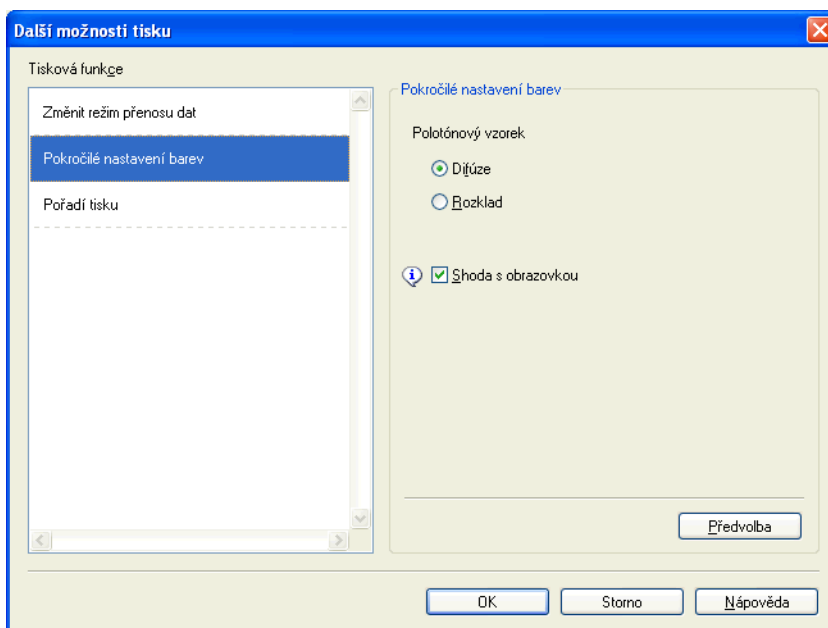 Další možnosti tisku
Tisková funkce
Změnit režim přenosu dat
Pokročilé nastavení barev
Pořadí tisku
Pokročilé nastavení barev
Polotónový vzorek
Difúze
Rozklad
Shoda s obrazovkou
Předvolba
OK
Storno
Nápověda